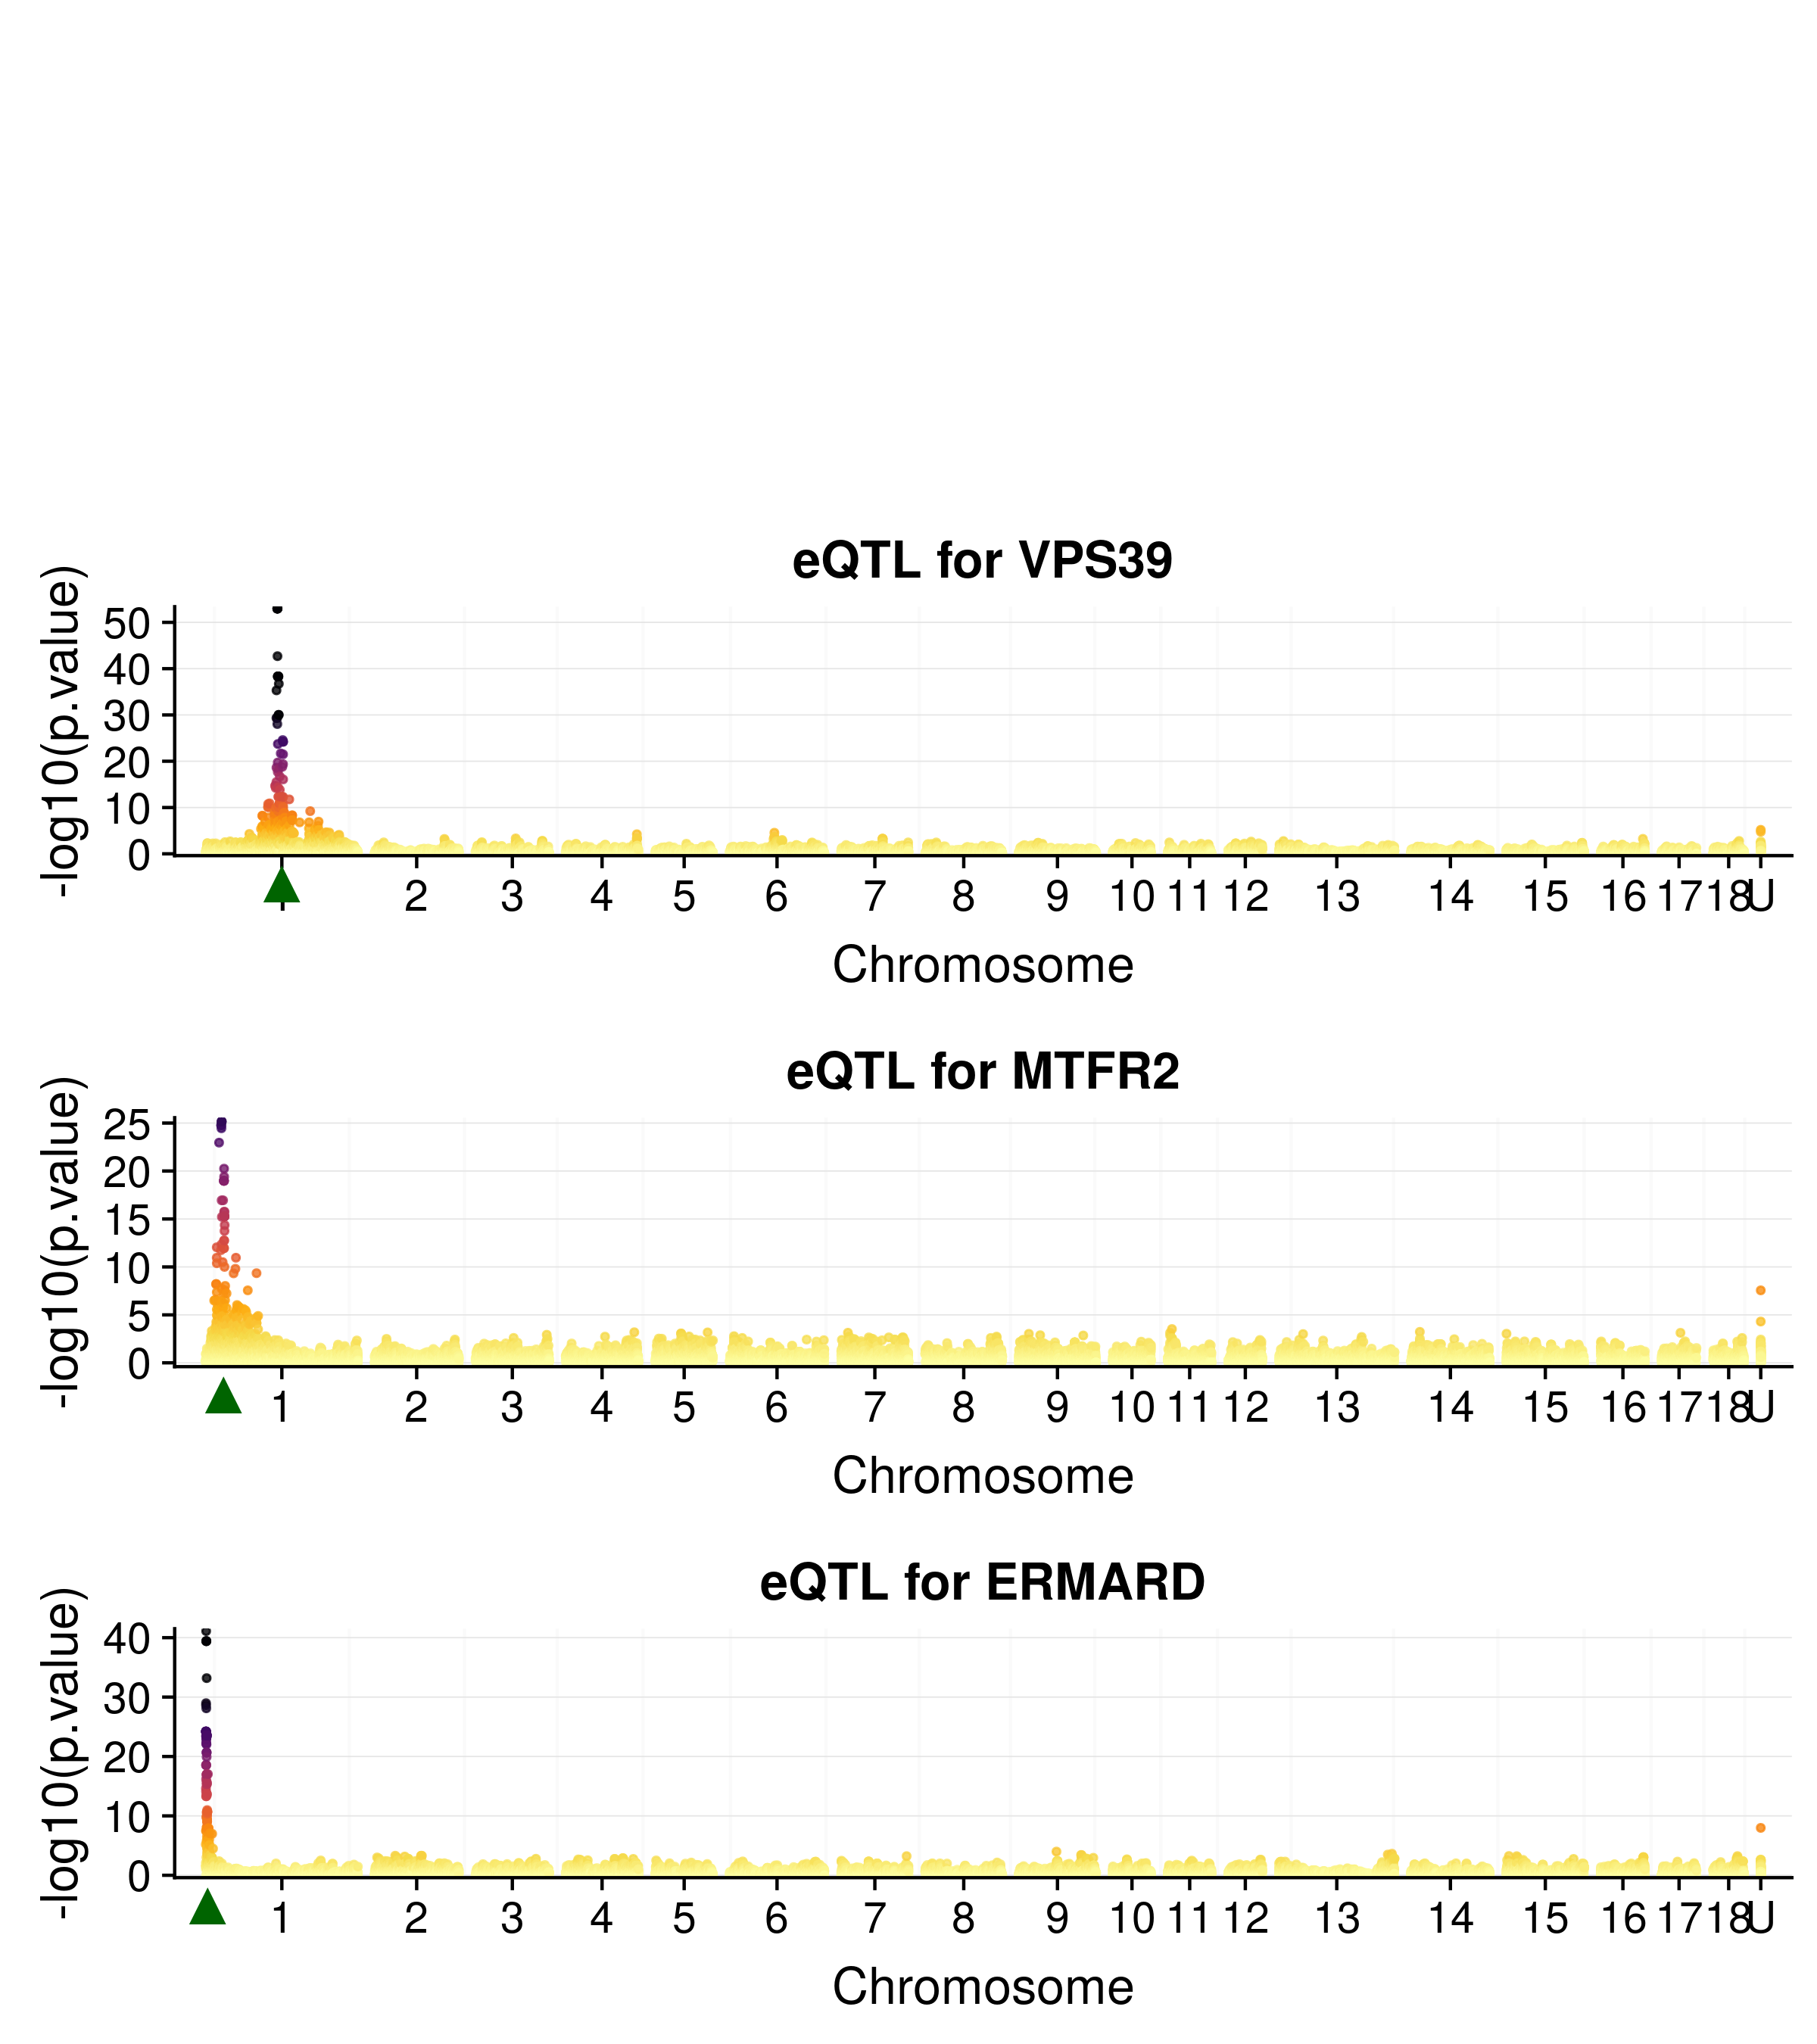 eQTL for VPS39
-log10(p.value)
50
40
30
20
10
0
2 3 4 5 6 7 8 9 10 11 12 13 14 15 16 17 18 U
Chromosome
eQTL for MTFR2
-log10(p.value)
25
20
15
10
5
0
1 2 3 4 5 6 7 8 9 10 11 12 13 14 15 16 17 18 U
Chromosome
eQTL for ERMARD
-log10(p.value)
40
30
20
10
0
1 2 3 4 5 6 7 8 9 10 11 12 13 14 15 16 17 18 U
Chromosome